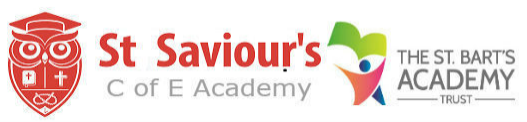 St Saviour's
C of E Academy
THE ST. BART'S
ACADEMY
TRUST